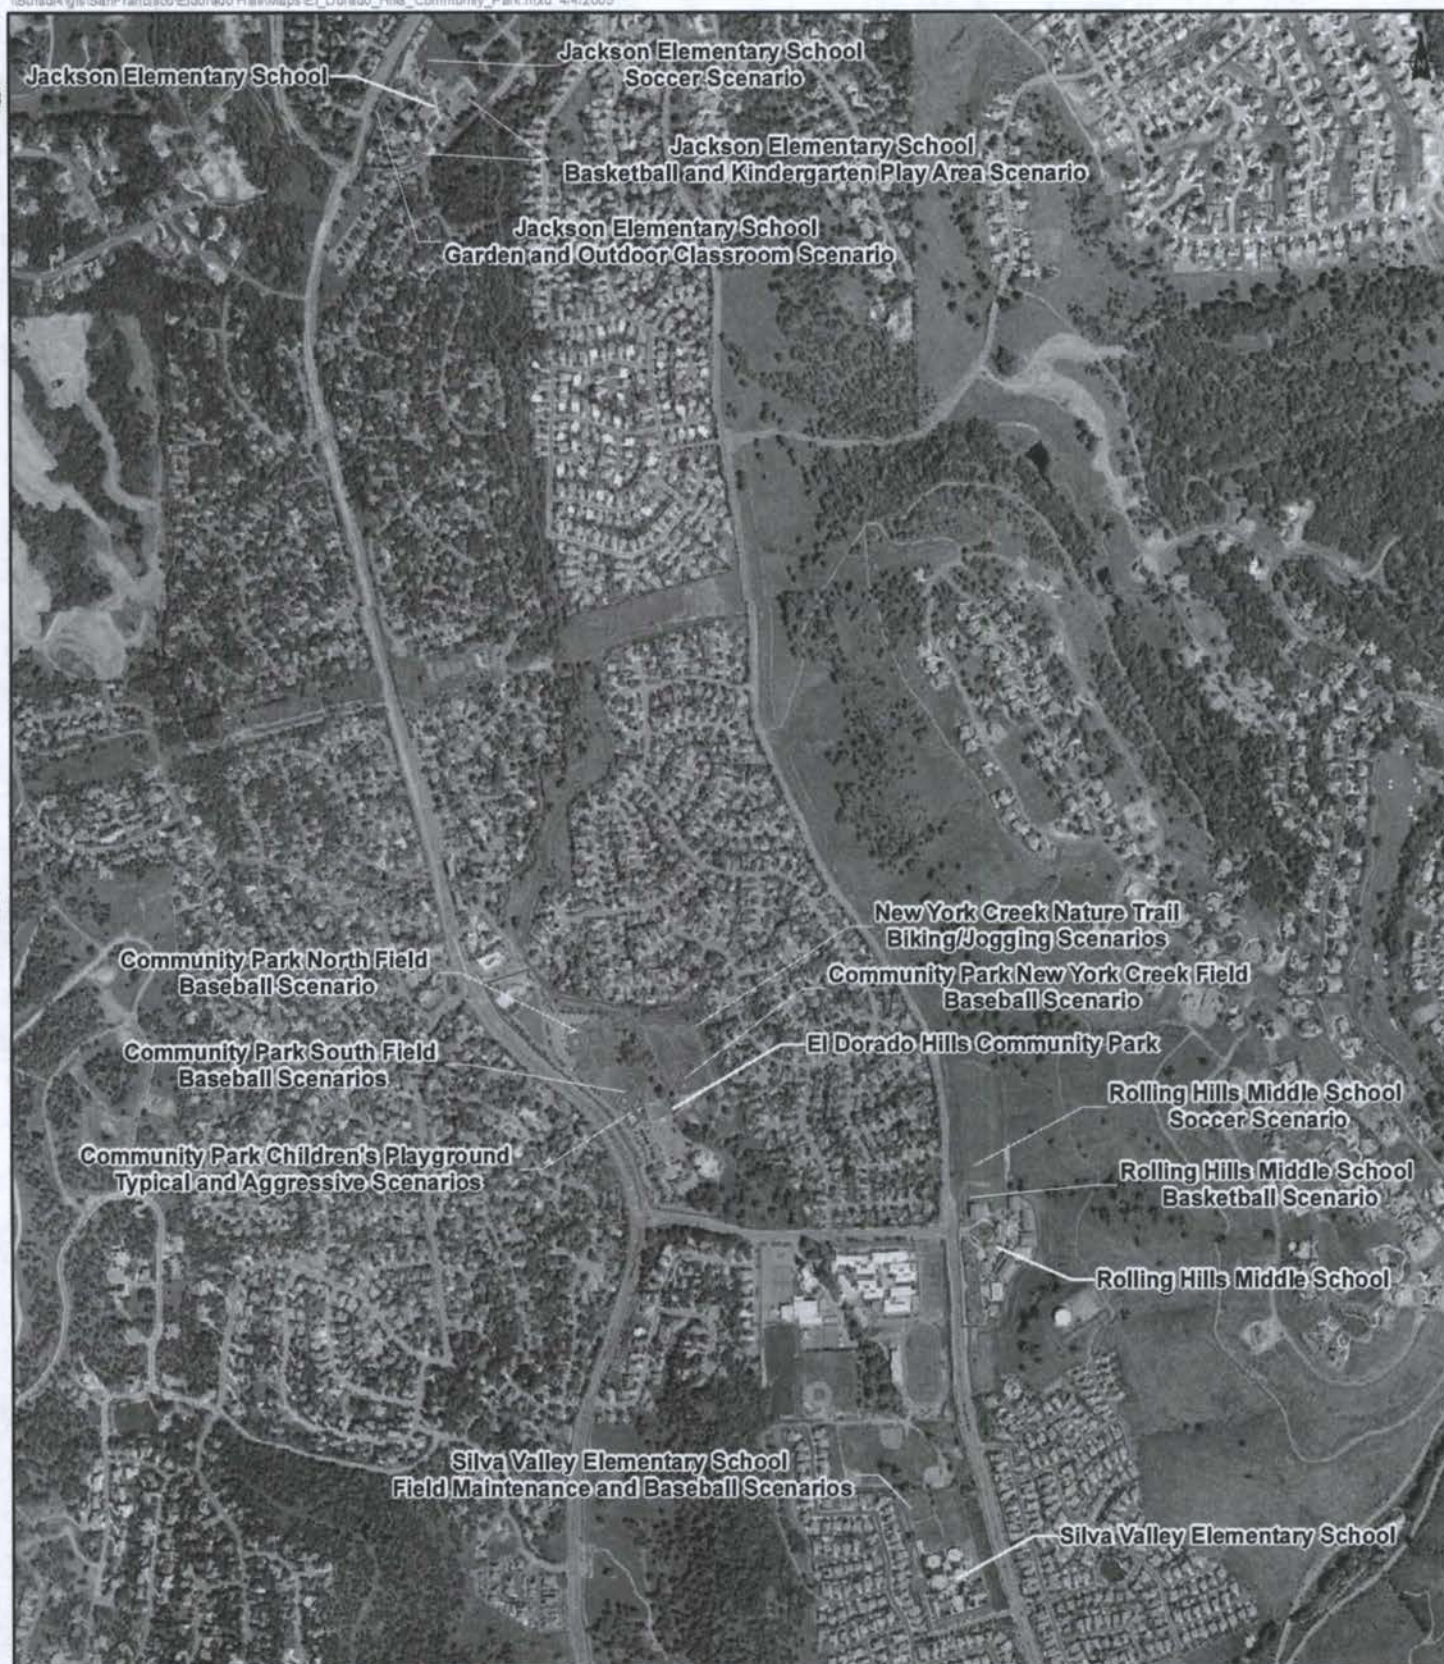 Jackson Elementary School
Soccer Scenario
Jackson Elementary School
Jackson Elementary School
Basketball and Kindergarten Play Area Scenario
Jackson Elementary School
Garden and Outdoor Classroom Scenario
New York Creek Nature Trail
Biking/Jogging Scenarios
Community Park North Field
Baseball Scenario
Community Park New York Creek Field
Baseball Scenario
El Dorado Hills Community Park
Community Park South Field
Baseball Scenarios
Rolling Hills Middle School
Soccer Scenario
Community Park Children's Playground
Typical and Aggressive Scenarios
Rolling Hills Middle School
Basketball Scenario
Rolling Hills Middle School
Silva Valley Elementary School
Field Maintenance and Baseball Scenarios
Silva Valley Elementary School